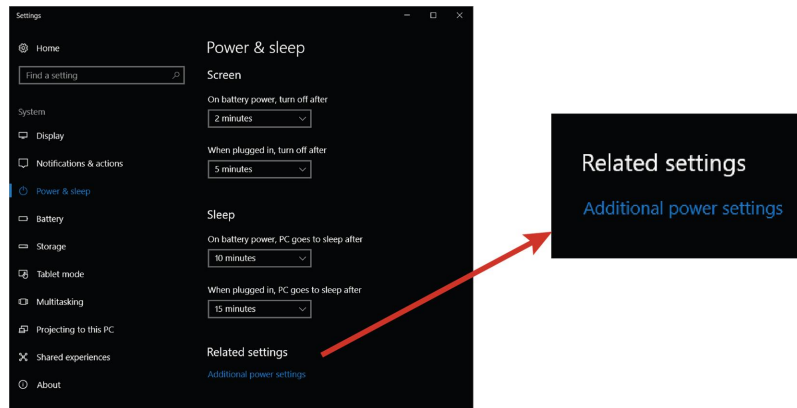 Settings
Home
Find a setting
System
Display
Notifications & actions
Power & sleep
Battery
Storage
Tablet mode
Multitasking
Projecting to this PC
Shared experiences
About
Power & sleep
Screen
On battery power, turn off after
2 minutes
When plugged in, turn off after
5 minutes
Sleep
On battery power, PC goes to sleep after
10 minutes
When plugged in, PC goes to sleep after
15 minutes
Related settings
Additional power settings
Related settings
Additional power settings